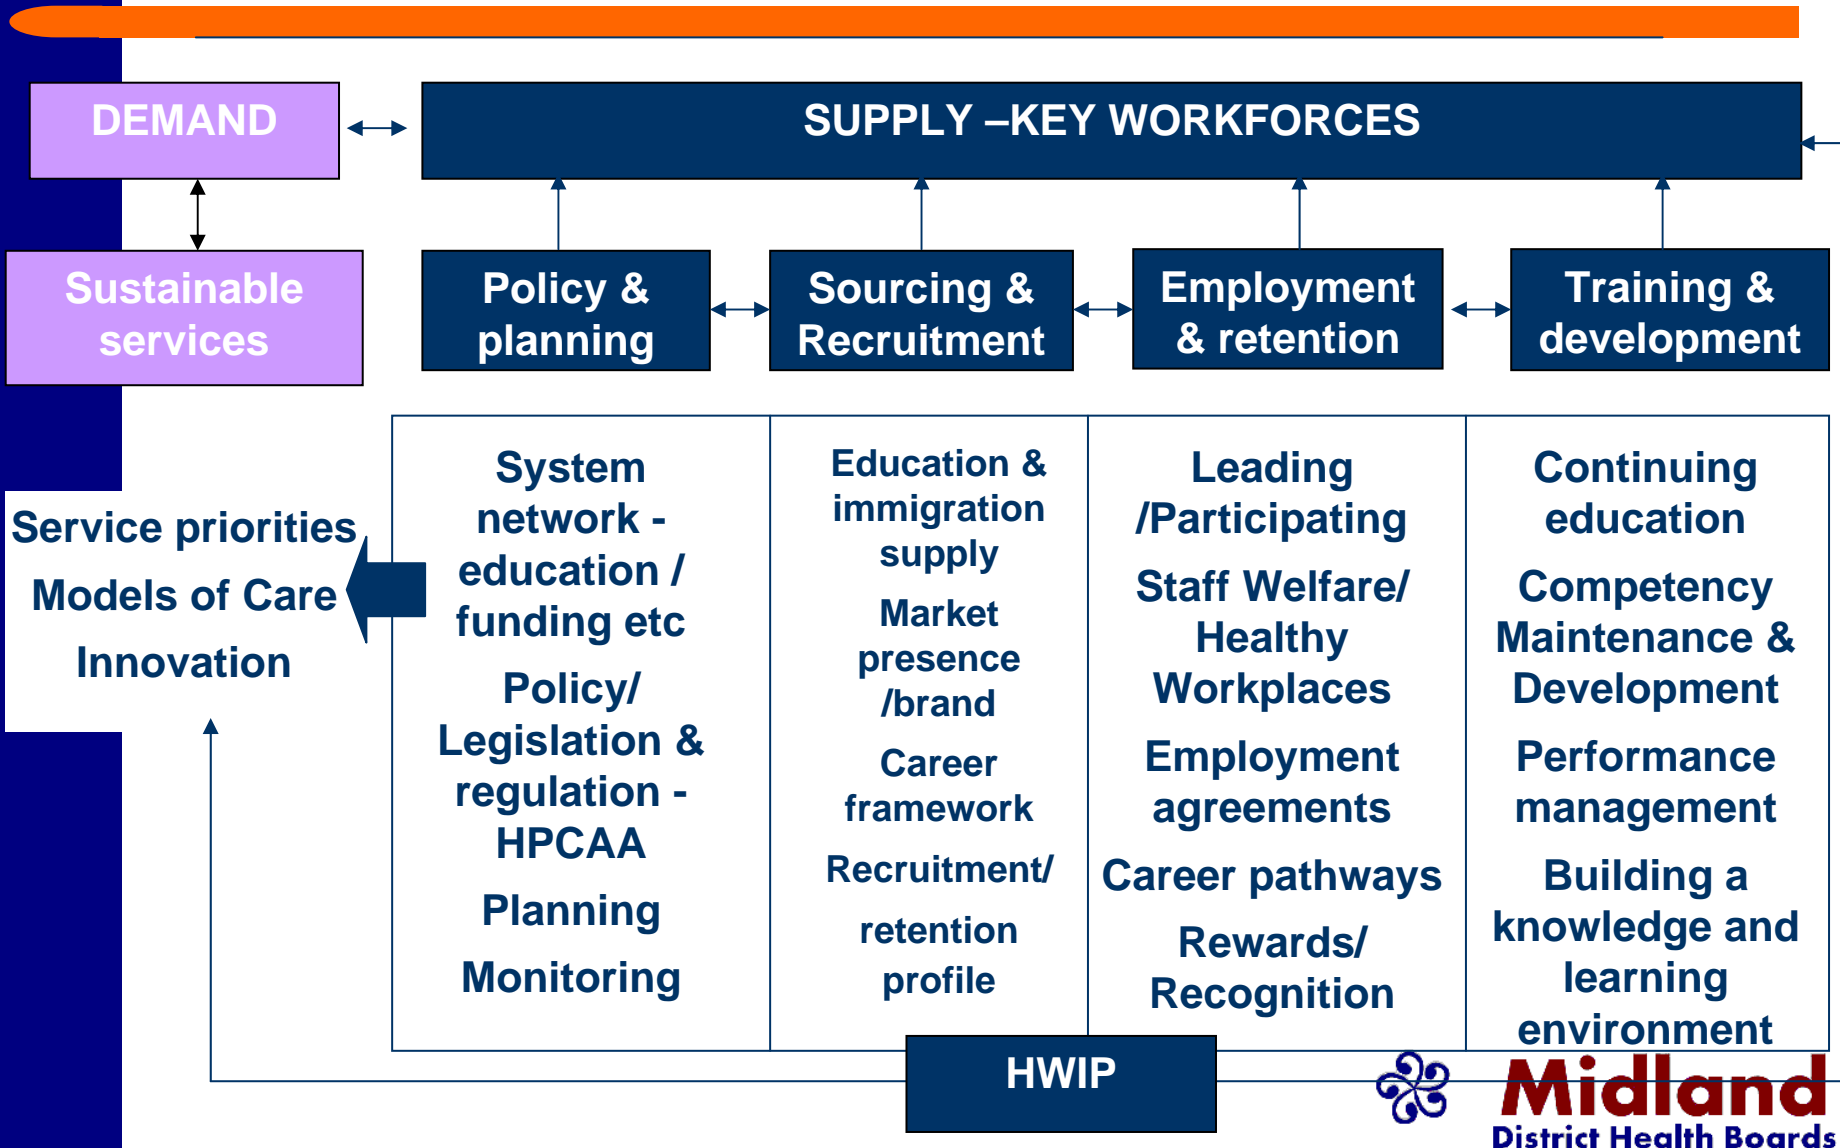 DEMAND
SUPPLY –KEY WORKFORCES
Sustainable
services
Policy &
planning
Sourcing &
Recruitment
Employment
& retention
Training &
development
Service priorities
Models of Care
Innovation
System
network -
education /
funding etc
Policy/
Legislation &
regulation -
HPCAA
Planning
Monitoring
Education &
immigration
supply
Market
presence
/brand
Career
framework
Recruitment/
retention
profile
Leading
/Participating
Staff Welfare/
Healthy
Workplaces
Employment
agreements
Career pathways
Rewards/
Recognition
Continuing
education
Competency
Maintenance &
Development
Performance
management
Building a
knowledge and
learning
environment
HWIP
Midland
District Health Boards